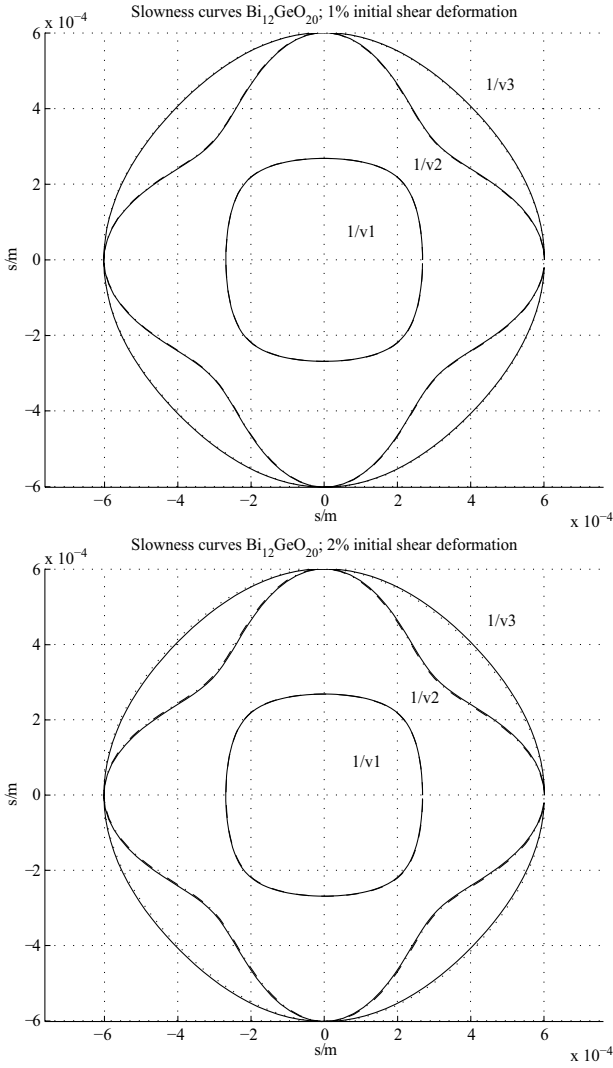 Slowness curves Bi₁₂GeO₂₀; 1% initial shear deformation
x 10⁻⁴
6
4
2
0
−2
−4
−6
s/m
1/v3
1/v2
1/v1
−6 −4 −2 0 2 4 6
s/m
x 10⁻⁴
Slowness curves Bi₁₂GeO₂₀; 2% initial shear deformation
x 10⁻⁴
6
4
2
0
−2
−4
−6
s/m
1/v3
1/v2
1/v1
−6 −4 −2 0 2 4 6
s/m
x 10⁻⁴